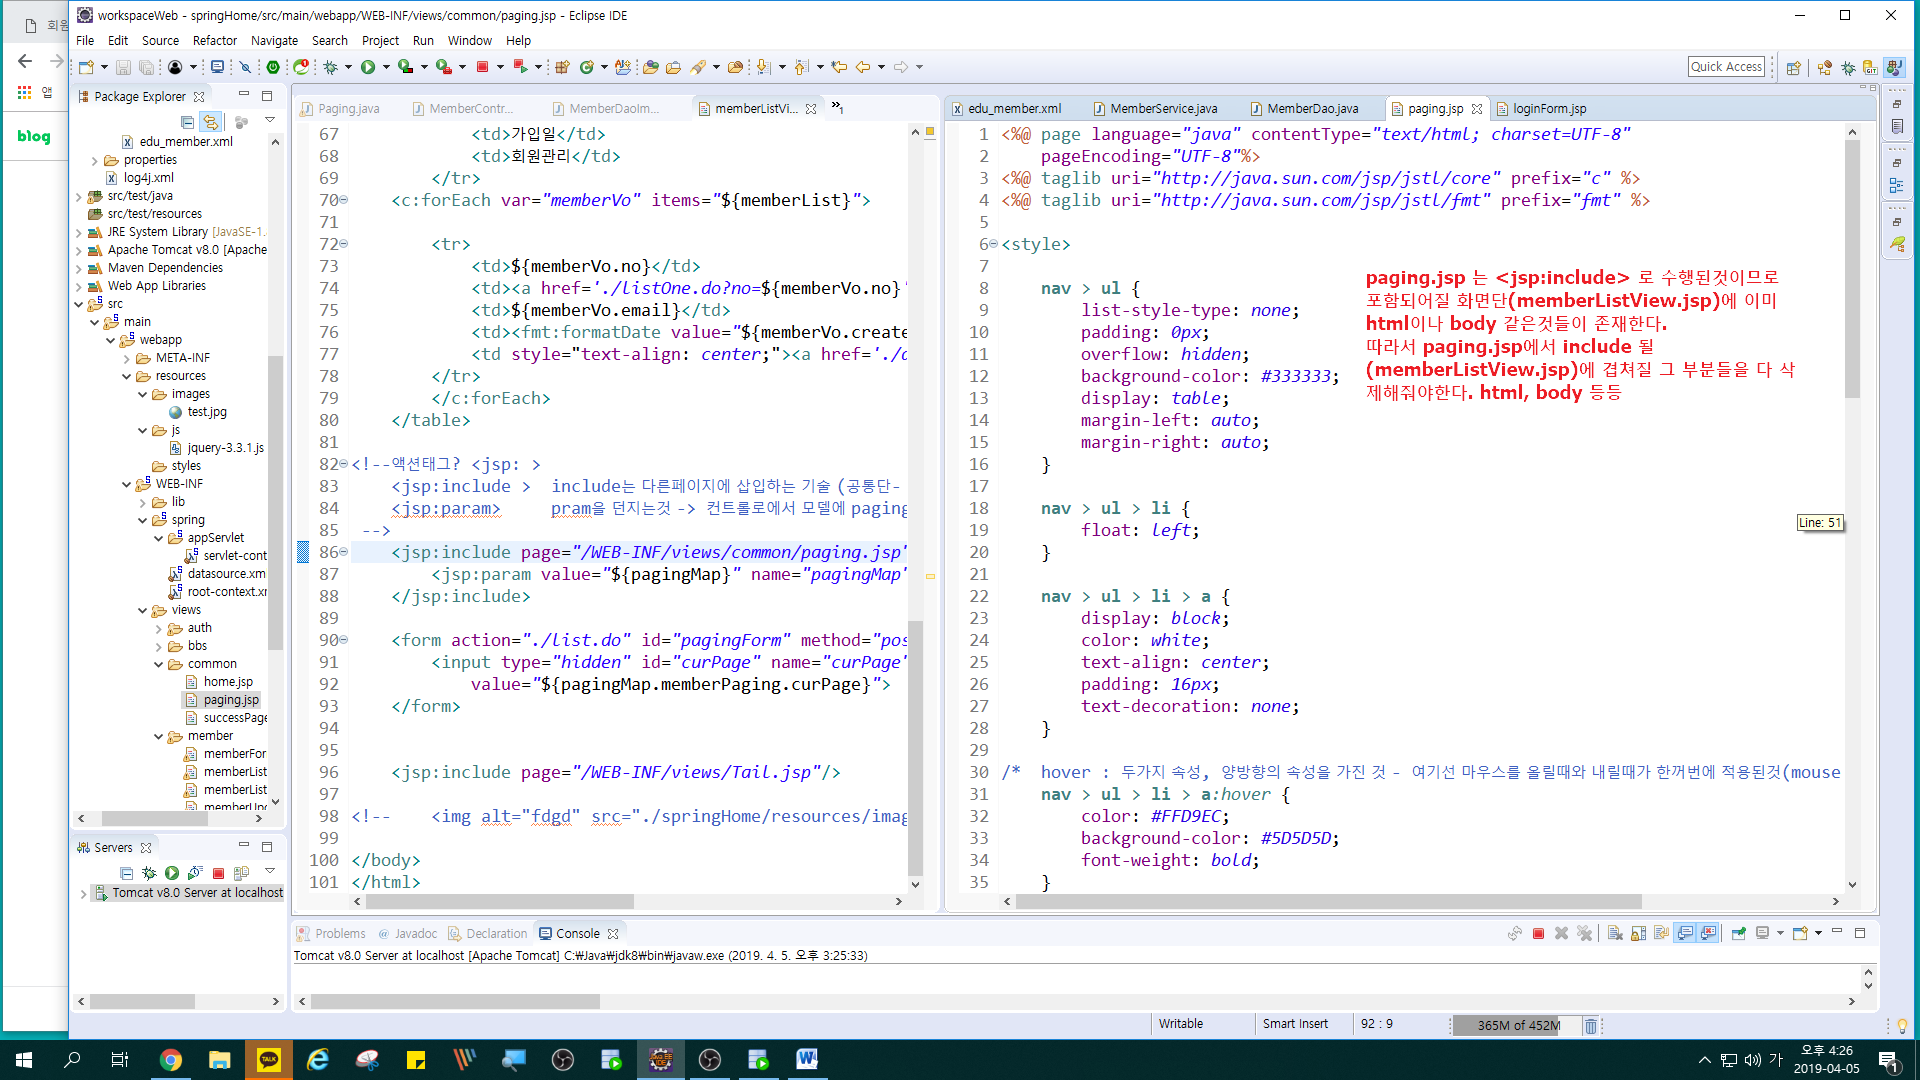 회원
workspaceWeb - springHome/src/main/webapp/WEB-INF/views/common/paging.jsp - Eclipse IDE
File Edit Source Refactor Navigate Search Project Run Window Help
Quick Access
앱
blog
Package Explorer
edu_member.xml
properties
log4j.xml
src/test/java
src/test/resources
JRE System Library [JavaSE-1.
Apache Tomcat v8.0 [Apache
Maven Dependencies
Web App Libraries
src
main
webapp
META-INF
resources
images
test.jpg
js
jquery-3.3.1.js
styles
WEB-INF
lib
spring
appServlet
servlet-cont
datasource.xm
root-context.xr
views
auth
bbs
common
home.jsp
paging.jsp
successPage
member
memberFor
memberList
memberList
memberUpd
Servers
Tomcat v8.0 Server at localhost
Paging.java MemberContr... MemberDaoIm... memberListVi... »1
67 <td>가입일</td>
68 <td>회원관리</td>
69 </tr>
70 <c:forEach var="memberVo" items="${memberList}">
71
72 <tr>
73 <td>${memberVo.no}</td>
74 <td><a href='./listOne.do?no=${memberVo.no}'
75 <td>${memberVo.email}</td>
76 <td><fmt:formatDate value="${memberVo.create
77 <td style="text-align: center;"><a href='./d
78 </tr>
79 </c:forEach>
80 </table>
81
82 <!--액션태그? <jsp: >
83 <jsp:include > include는 다른페이지에 삽입하는 기술 (공통단-
84 <jsp:param> pram을 던지는것 -> 컨트롤로에서 모델에 paging
85 -->
86 <jsp:include page="/WEB-INF/views/common/paging.jsp"
87 <jsp:param value="${pagingMap}" name="pagingMap"
88 </jsp:include>
89
90 <form action="./list.do" id="pagingForm" method="pos
91 <input type="hidden" id="curPage" name="curPage"
92 value="${pagingMap.memberPaging.curPage}">
93 </form>
94
95
96 <jsp:include page="/WEB-INF/views/Tail.jsp"/>
97
98 <!-- <img alt="fdgd" src="./springHome/resources/imag
99
100 </body>
101 </html>
edu_member.xml MemberService.java MemberDao.java paging.jsp loginForm.jsp
1 <%@ page language="java" contentType="text/html; charset=UTF-8"
2 pageEncoding="UTF-8"%>
3 <%@ taglib uri="http://java.sun.com/jsp/jstl/core" prefix="c" %>
4 <%@ taglib uri="http://java.sun.com/jsp/jstl/fmt" prefix="fmt" %>
5
6 <style>
7
8 nav > ul {
9 list-style-type: none;
10 padding: 0px;
11 overflow: hidden;
12 background-color: #333333;
13 display: table;
14 margin-left: auto;
15 margin-right: auto;
16 }
17
18 nav > ul > li {
19 float: left;
20 }
21
22 nav > ul > li > a {
23 display: block;
24 color: white;
25 text-align: center;
26 padding: 16px;
27 text-decoration: none;
28 }
29
30 /* hover : 두가지 속성, 양방향의 속성을 가진 것 - 여기선 마우스를 올릴때와 내릴때가 한꺼번에 적용된것(mouse
31 nav > ul > li > a:hover {
32 color: #FFD9EC;
33 background-color: #5D5D5D;
34 font-weight: bold;
35 }
paging.jsp 는 <jsp:include> 로 수행된것이므로
포함되어질 화면단(memberListView.jsp)에 이미
html이나 body 같은것들이 존재한다.
따라서 paging.jsp에서 include 될
(memberListView.jsp)에 겹쳐질 그 부분들을 다 삭
제해줘야한다. html, body 등등
Line: 51
Problems Javadoc Declaration Console
Tomcat v8.0 Server at localhost [Apache Tomcat] C:₩Java₩jdk8₩bin₩javaw.exe (2019. 4. 5. 오후 3:25:33)
Writable Smart Insert 92 : 9 365M of 452M
TALK
가
오후 4:26
2019-04-05
1